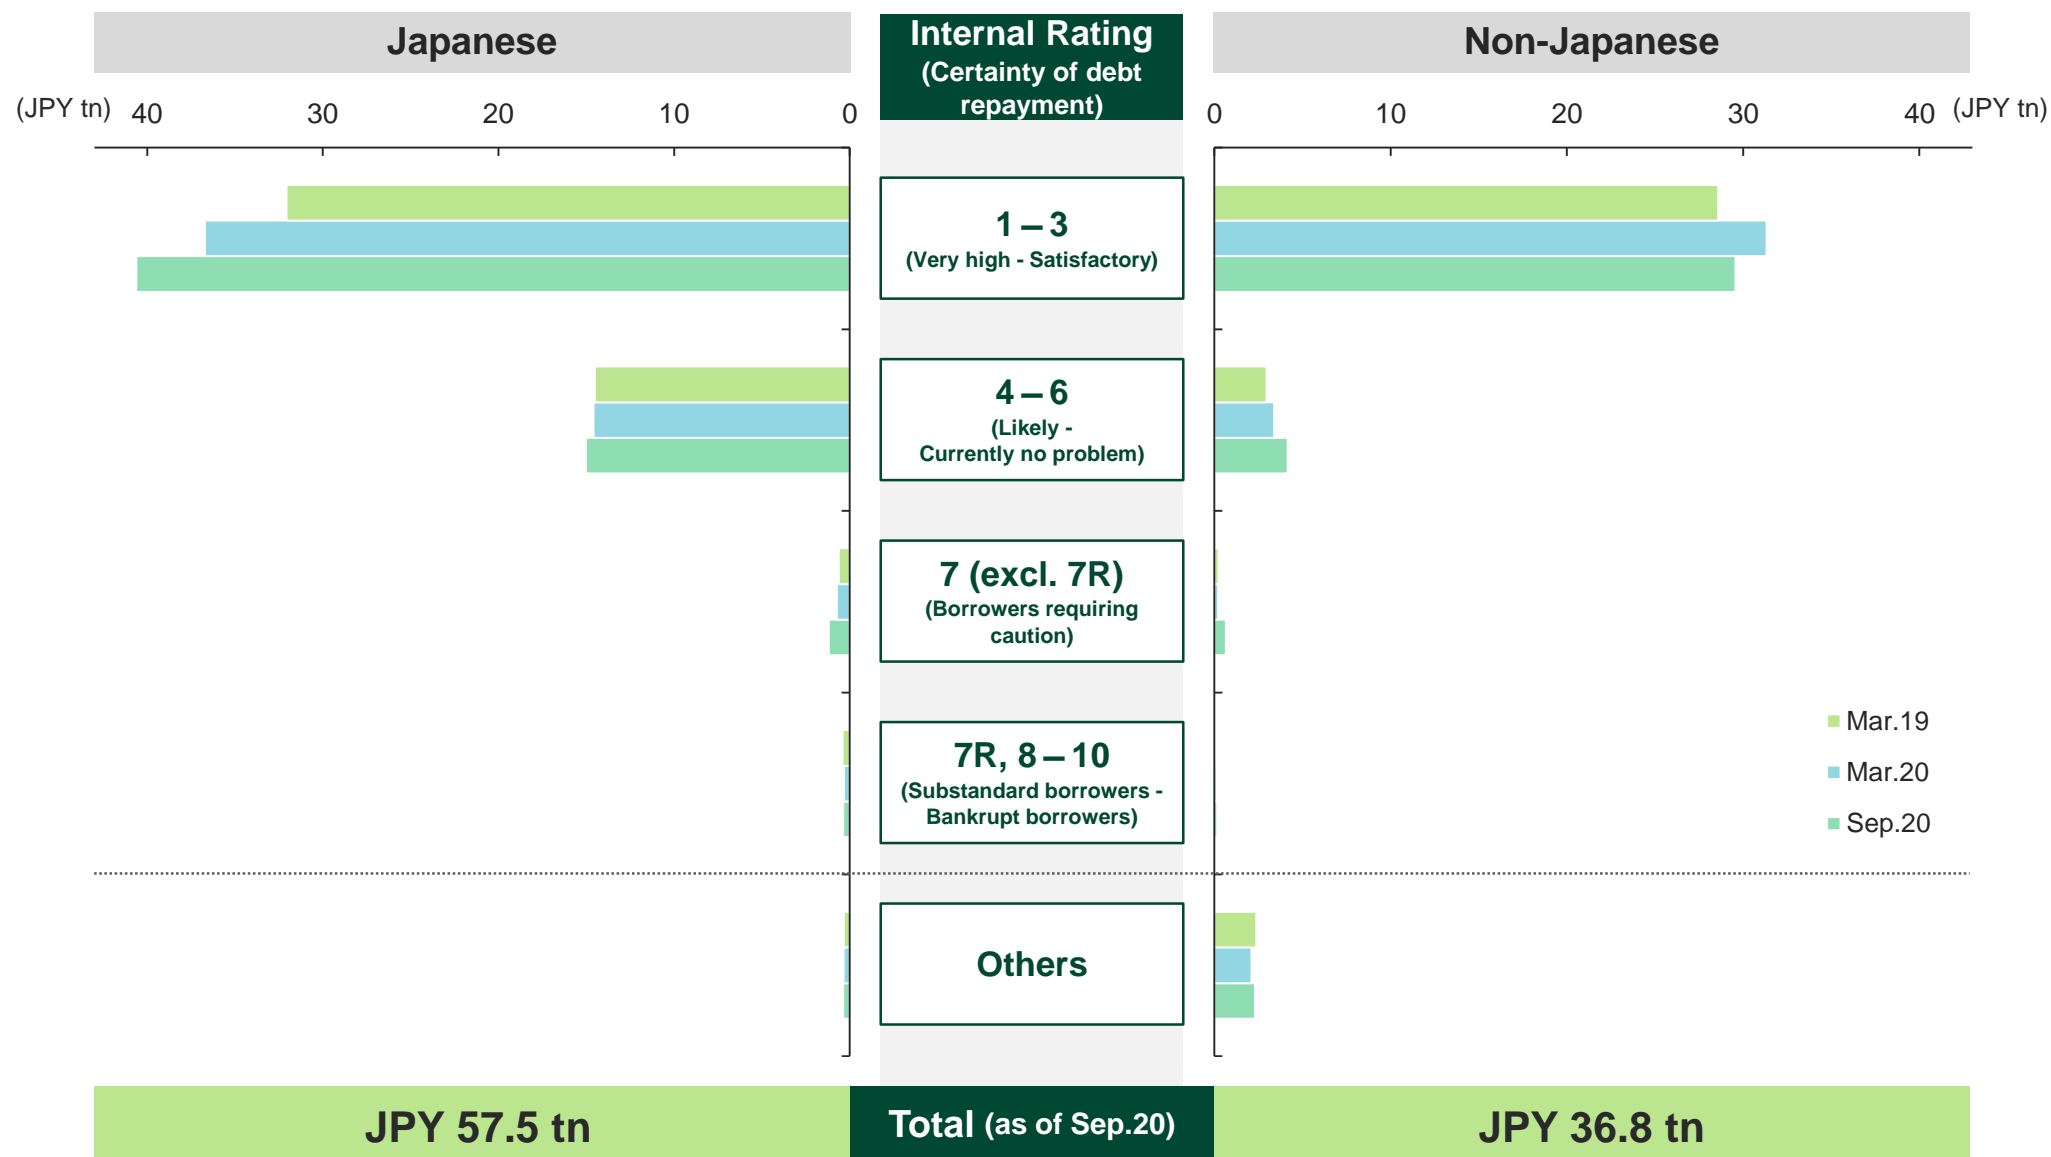 Japanese
Internal Rating
(Certainty of debt
repayment)
Non-Japanese
(JPY tn) 40 30 20 10 0
0 10 20 30 40 (JPY tn)
1 – 3
(Very high - Satisfactory)
4 – 6
(Likely -
Currently no problem)
7 (excl. 7R)
(Borrowers requiring
caution)
7R, 8 – 10
(Substandard borrowers -
Bankrupt borrowers)
Mar.19
Mar.20
Sep.20
Others
JPY 57.5 tn
Total (as of Sep.20)
JPY 36.8 tn